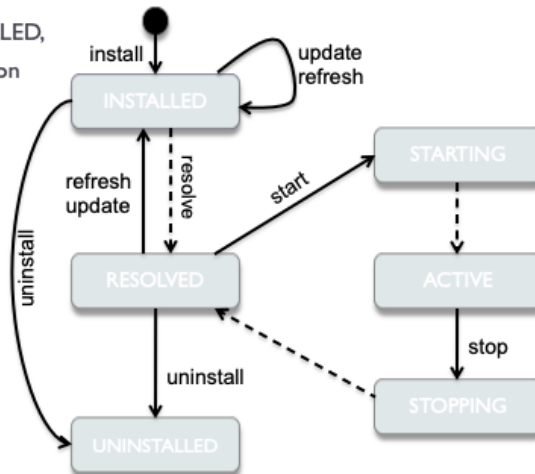 LED,
on
install
update
refresh
INSTALLED
STARTING
refresh
update
resolve
start
uninstall
RESOLVED
ACTIVE
stop
uninstall
STOPPING
UNINSTALLED